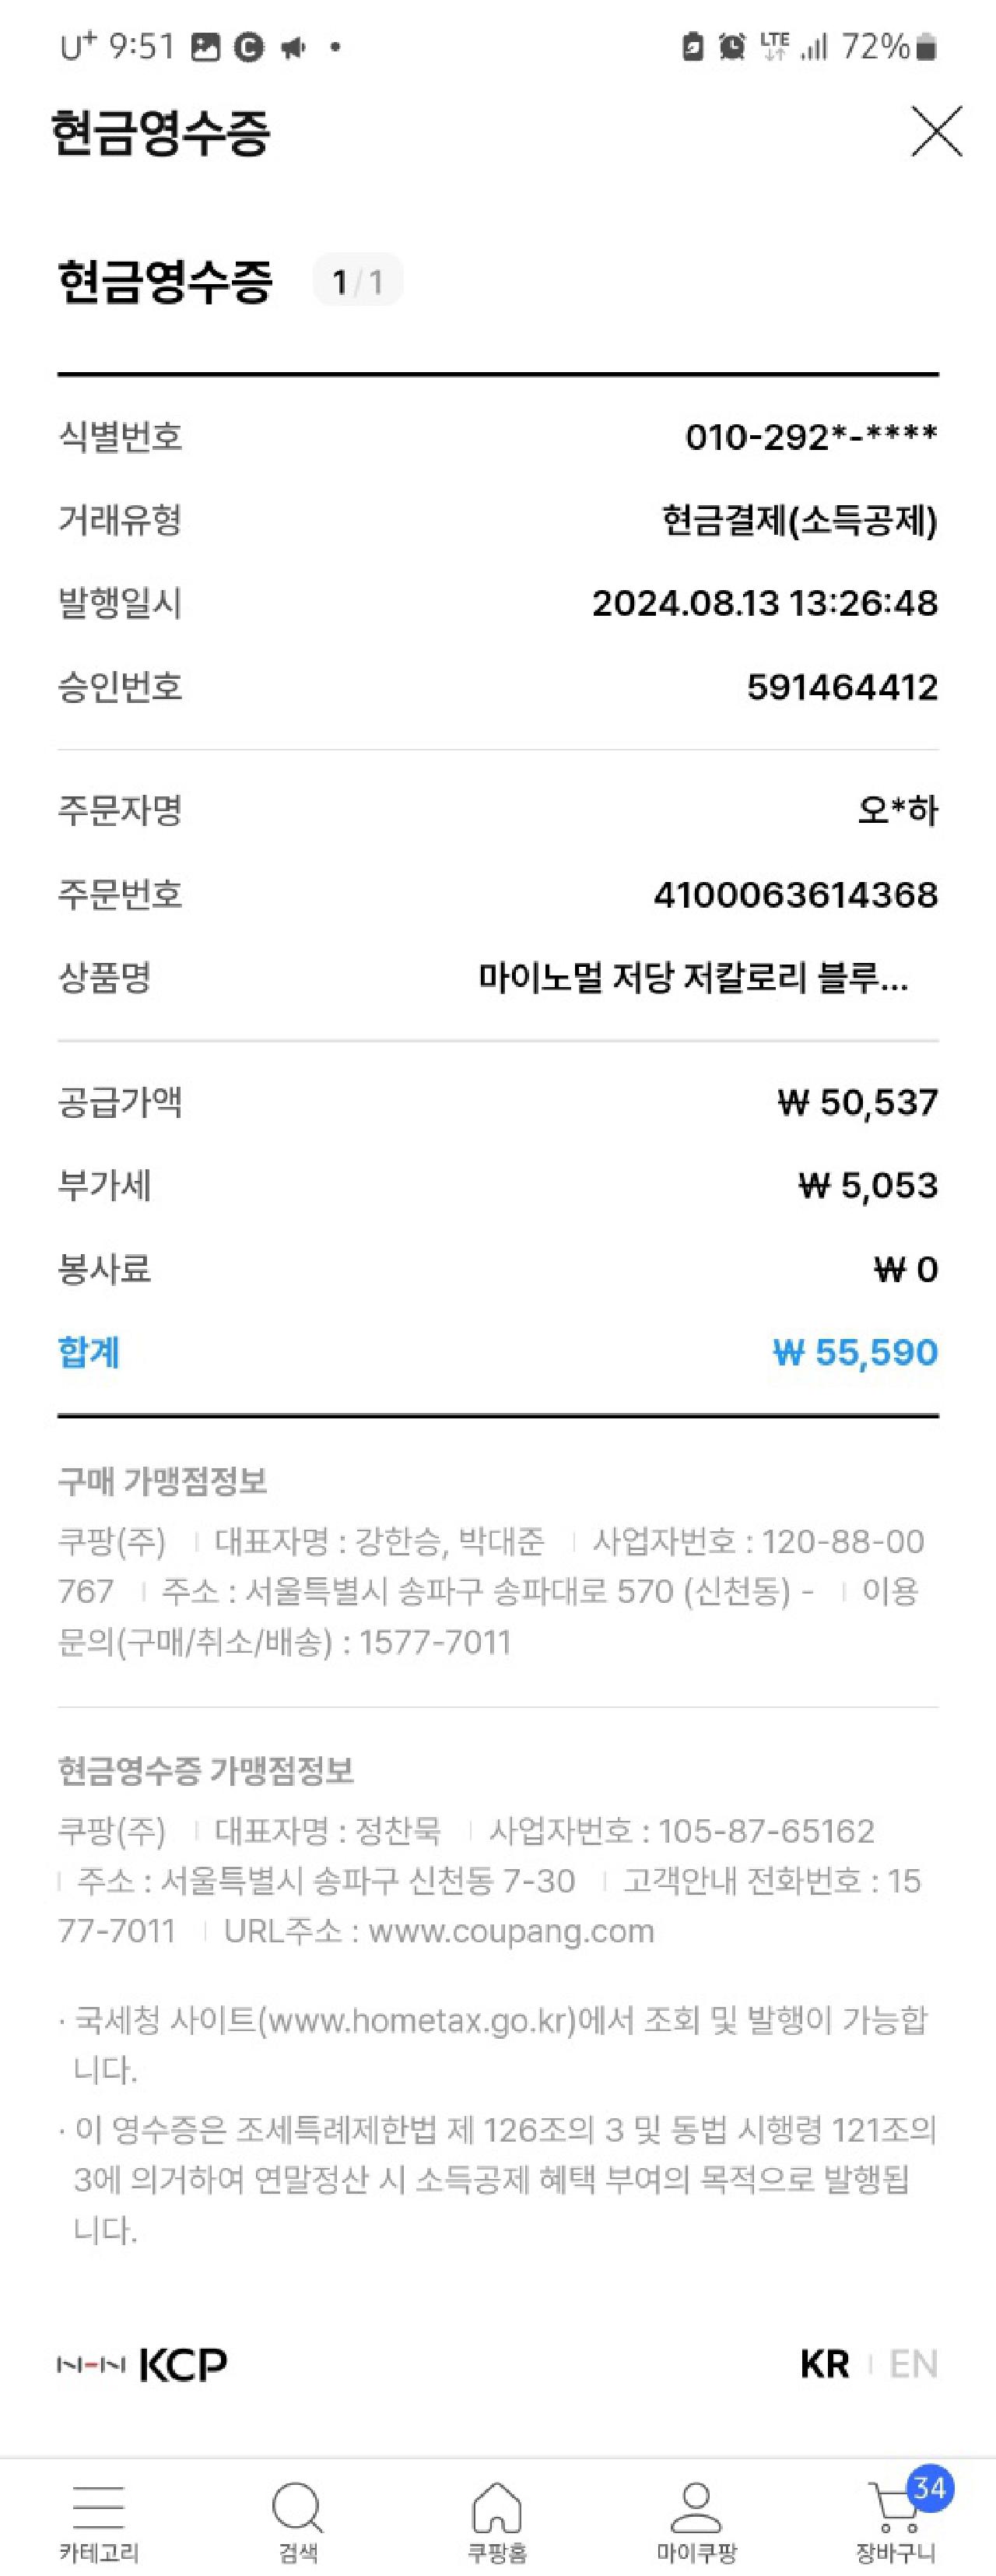 U⁺ 9:51 LTE 72%
현금영수증
현금영수증 1/1
식별번호 010-292*-****
거래유형 현금결제(소득공제)
발행일시 2024.08.13 13:26:48
승인번호 591464412
주문자명 오*하
주문번호 4100063614368
상품명 마이노멀 저당 저칼로리 블루...
공급가액 ₩ 50,537
부가세 ₩ 5,053
봉사료 ₩ 0
합계 ₩ 55,590
구매 가맹점정보
쿠팡(주) | 대표자명 : 강한승, 박대준 | 사업자번호 : 120-88-00
767 | 주소 : 서울특별시 송파구 송파대로 570 (신천동) - | 이용
문의(구매/취소/배송) : 1577-7011
현금영수증 가맹점정보
쿠팡(주) | 대표자명 : 정찬묵 | 사업자번호 : 105-87-65162
| 주소 : 서울특별시 송파구 신천동 7-30 | 고객안내 전화번호 : 15
77-7011 | URL주소 : www.coupang.com
· 국세청 사이트(www.hometax.go.kr)에서 조회 및 발행이 가능합
니다.
· 이 영수증은 조세특례제한법 제 126조의 3 및 동법 시행령 121조의
3에 의거하여 연말정산 시 소득공제 혜택 부여의 목적으로 발행됩
니다.
NHN KCP KR | EN
34
카테고리 검색 쿠팡홈 마이쿠팡 장바구니